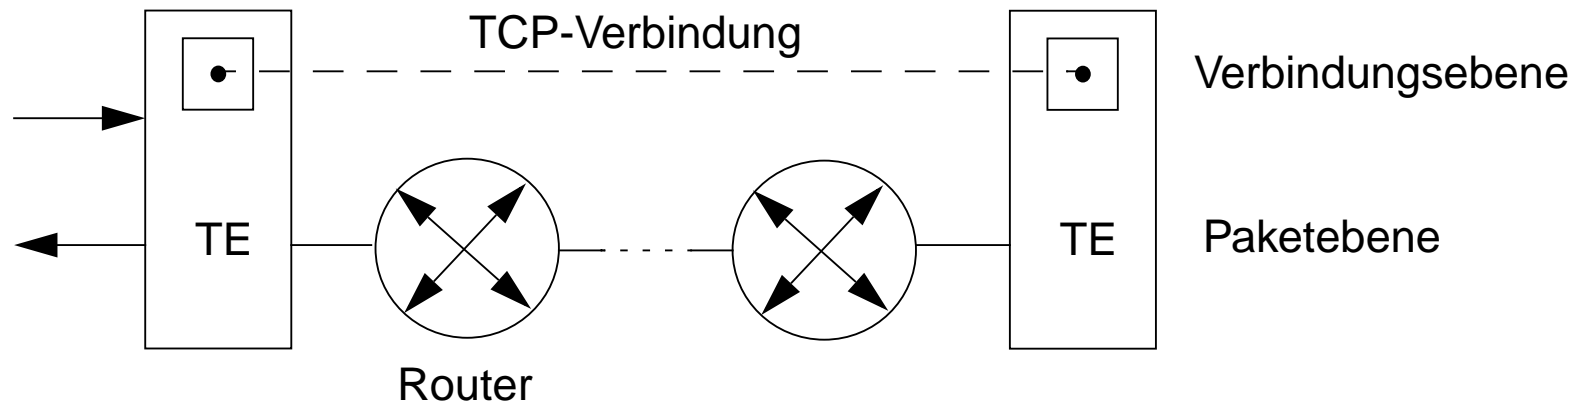 TCP-Verbindung
Verbindungsebene
TE
TE
Paketebene
Router